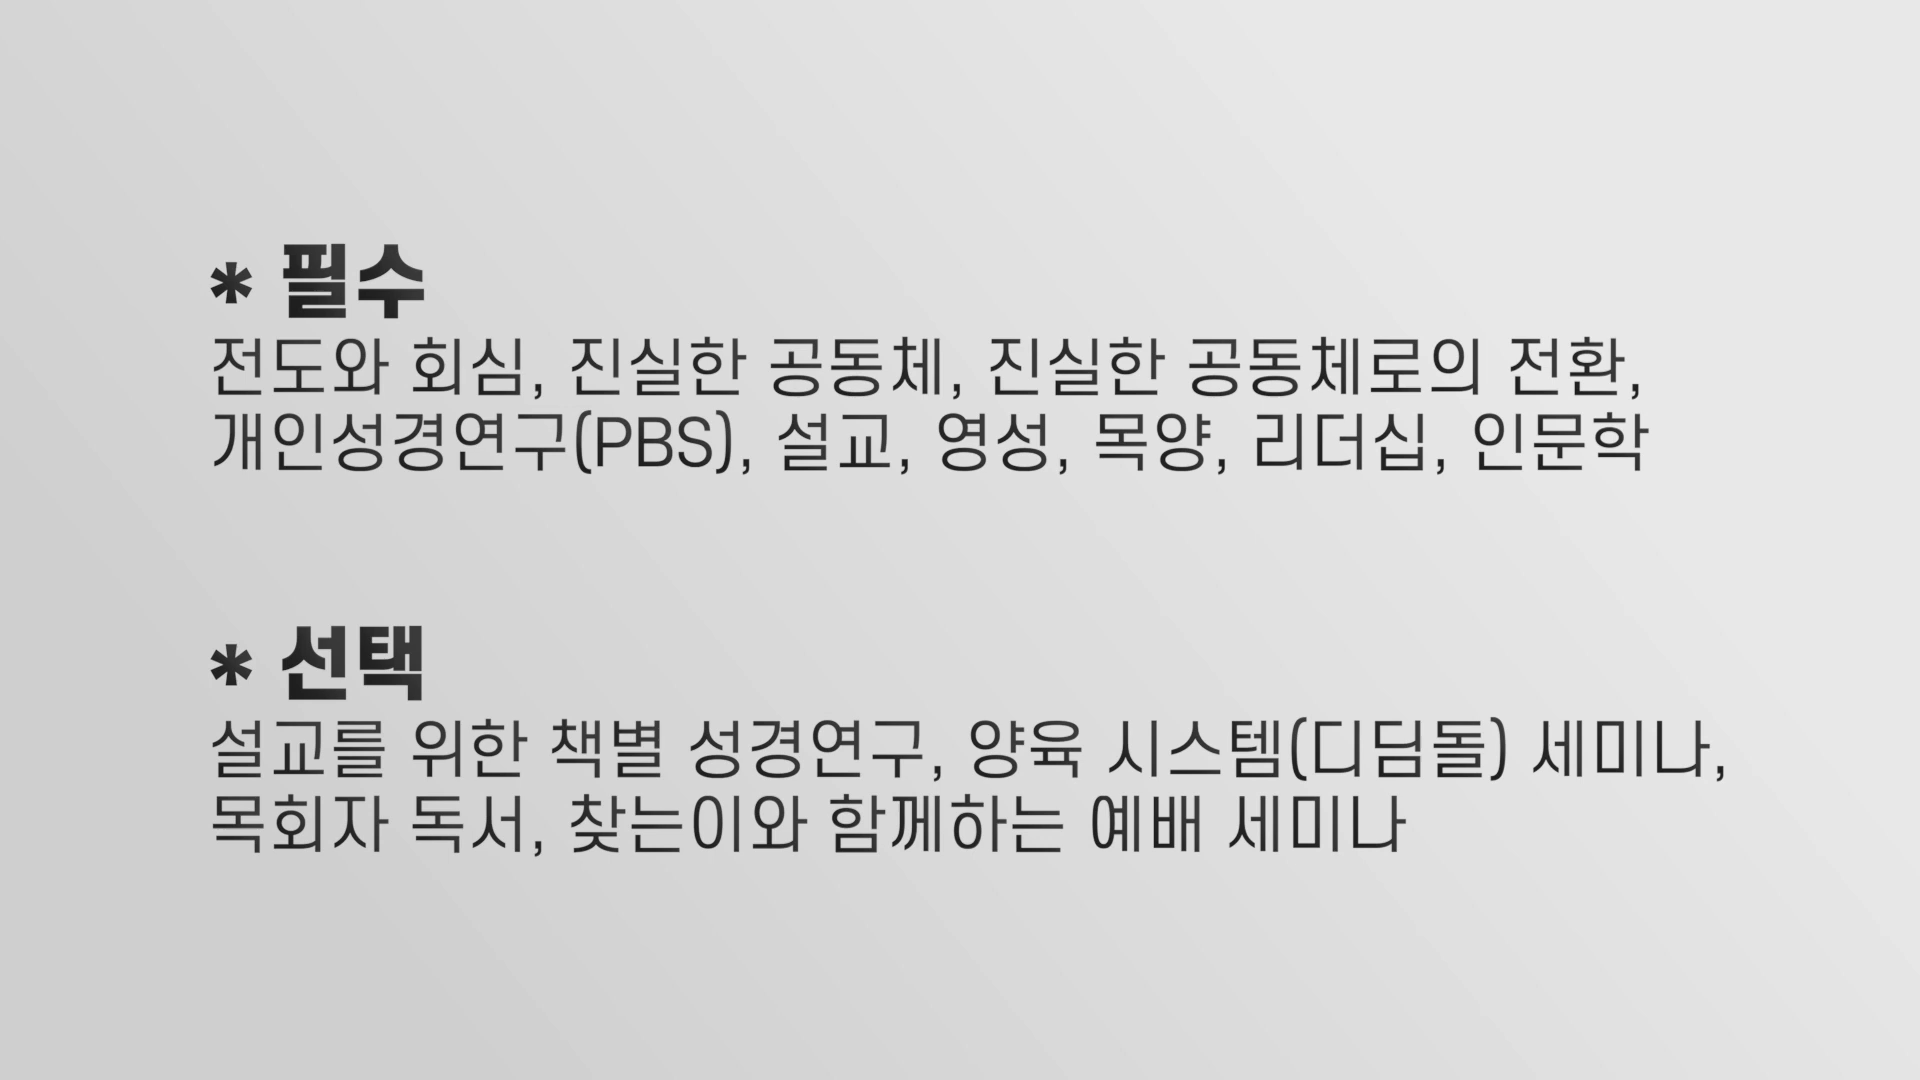 * 필수
전도와 회심, 진실한 공동체, 진실한 공동체로의 전환,
개인성경연구(PBS), 설교, 영성, 목양, 리더십, 인문학
* 선택
설교를 위한 책별 성경연구, 양육 시스템(디딤돌) 세미나,
목회자 독서, 찾는이와 함께하는 예배 세미나